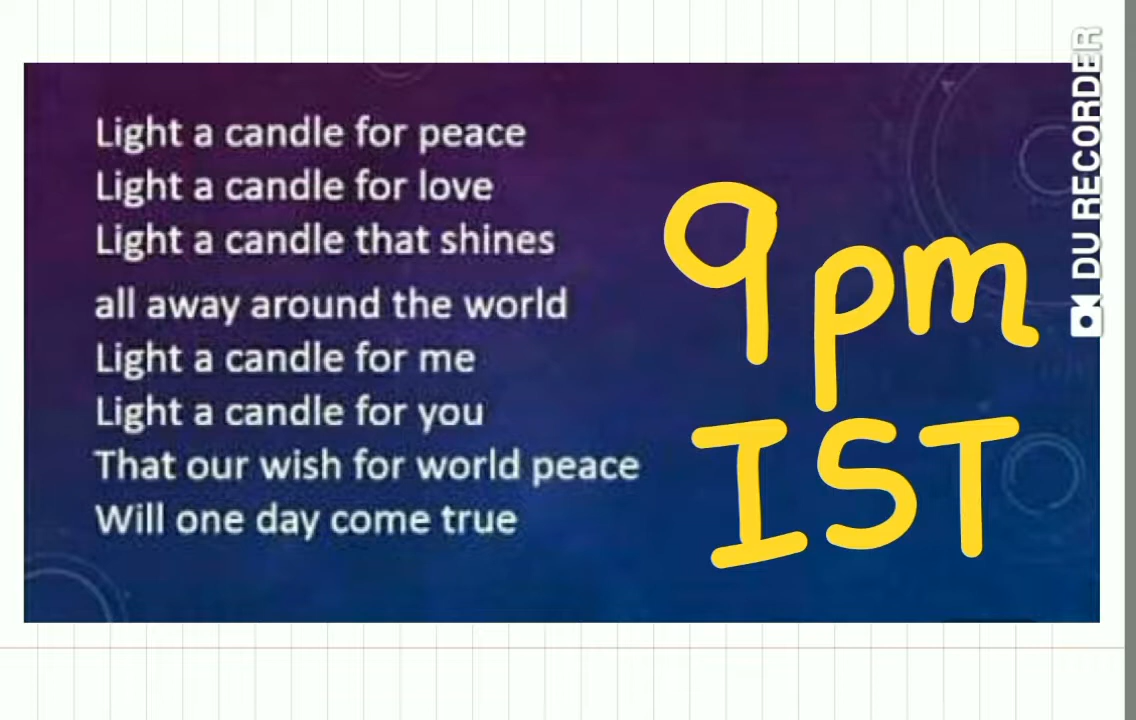 Light a candle for peace
Light a candle for love
Light a candle that shines
all away around the world
Light a candle for me
Light a candle for you
That our wish for world peace
Will one day come true
9pm
IST
DU RECORDER